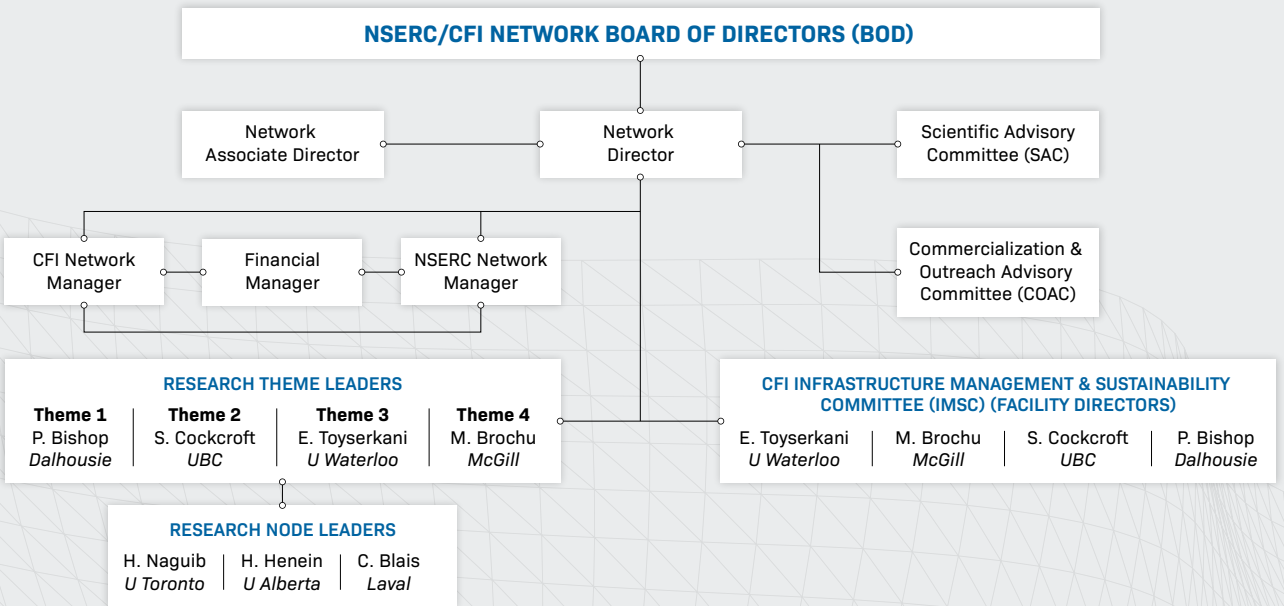 NSERC/CFI NETWORK BOARD OF DIRECTORS (BOD)
Network
Associate Director
Network
Director
Scientific Advisory
Committee (SAC)
Commercialization &
Outreach Advisory
Committee (COAC)
CFI Network
Manager
Financial
Manager
NSERC Network
Manager
RESEARCH THEME LEADERS
Theme 1
P. Bishop
Dalhousie
Theme 2
S. Cockcroft
UBC
Theme 3
E. Toyserkani
U Waterloo
Theme 4
M. Brochu
McGill
CFI INFRASTRUCTURE MANAGEMENT & SUSTAINABILITY
COMMITTEE (IMSC) (FACILITY DIRECTORS)
E. Toyserkani
U Waterloo
M. Brochu
McGill
S. Cockcroft
UBC
P. Bishop
Dalhousie
RESEARCH NODE LEADERS
H. Naguib
U Toronto
H. Henein
U Alberta
C. Blais
Laval